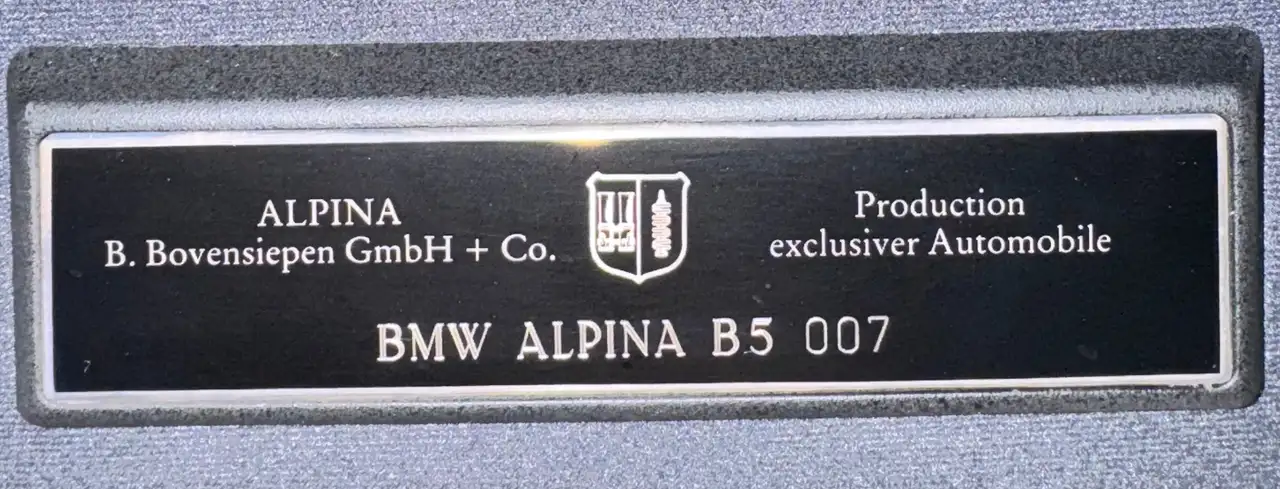 ALPINA
B. Bovensiepen GmbH + Co.
Production
exclusiver Automobile
BMW ALPINA B5 007